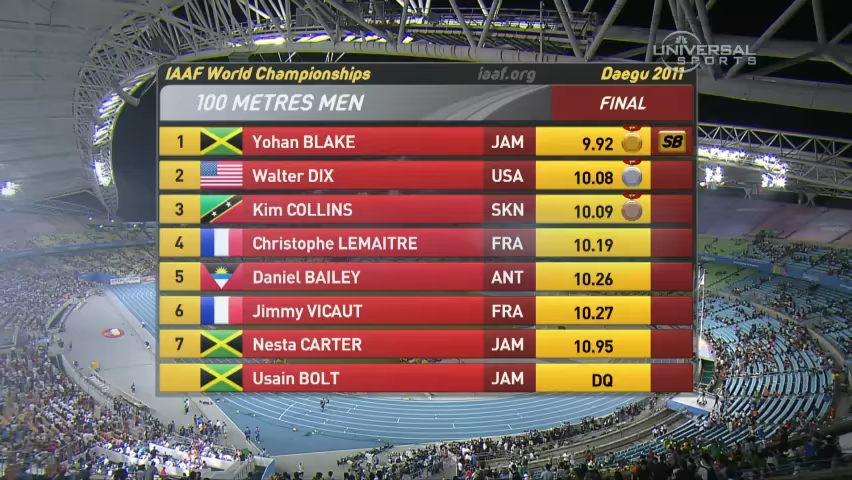 UNIVERSAL
SPORTS
IAAF World Championships iaaf.org Daegu 2011
100 METRES MEN FINAL
1 Yohan BLAKE JAM 9.92 SB
2 Walter DIX USA 10.08
3 Kim COLLINS SKN 10.09
4 Christophe LEMAITRE FRA 10.19
5 Daniel BAILEY ANT 10.26
6 Jimmy VICAUT FRA 10.27
7 Nesta CARTER JAM 10.95
Usain BOLT JAM DQ